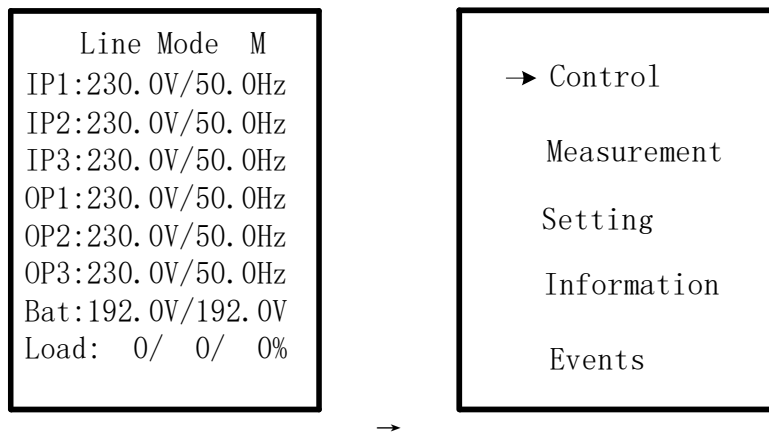 Line Mode M
IP1:230.0V/50.0Hz
IP2:230.0V/50.0Hz
IP3:230.0V/50.0Hz
OP1:230.0V/50.0Hz
OP2:230.0V/50.0Hz
OP3:230.0V/50.0Hz
Bat:192.0V/192.0V
Load: 0/ 0/ 0%
→ Control
Measurement
Setting
Information
Events
→